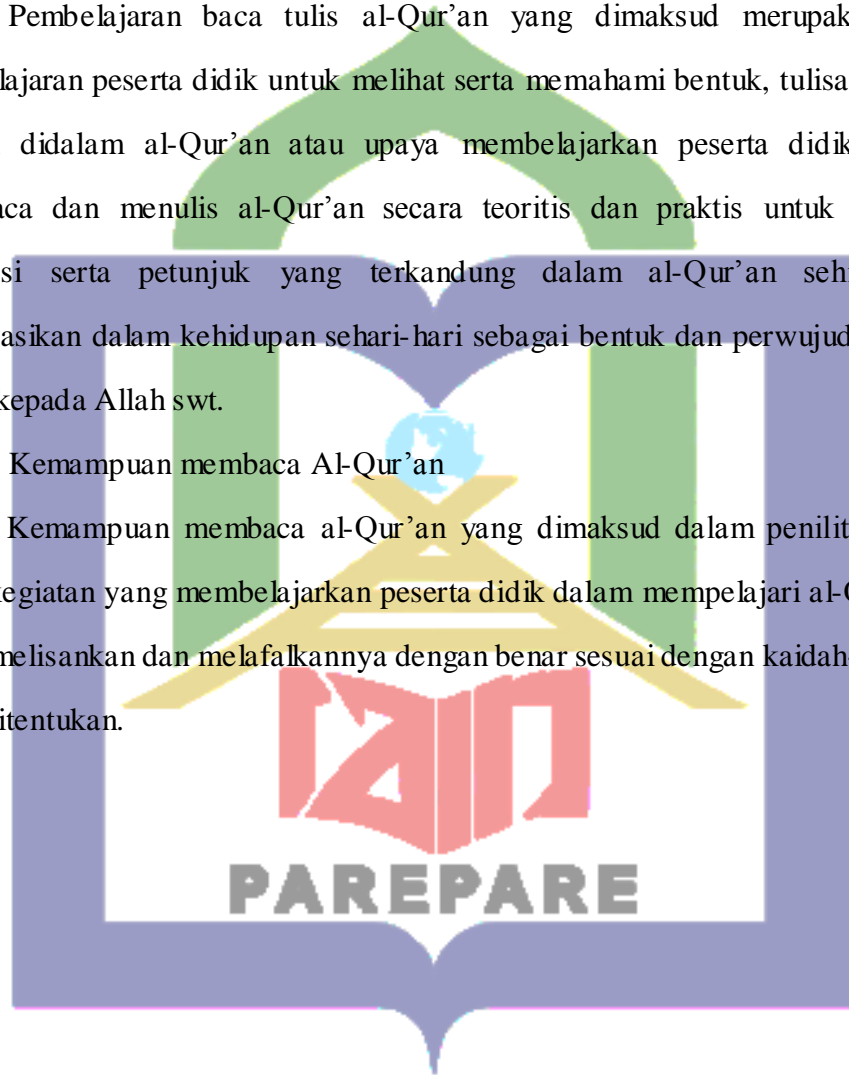 Pembelajaran baca tulis al-Qur’an yang dimaksud merupak
lajaran peserta didik untuk melihat serta memahami bentuk, tulisa
didalam al-Qur’an atau upaya membelajarkan peserta didik
aca dan menulis al-Qur’an secara teoritis dan praktis untuk
si serta petunjuk yang terkandung dalam al-Qur’an seh
asikan dalam kehidupan sehari-hari sebagai bentuk dan perwujud
kepada Allah swt.
Kemampuan membaca Al-Qur’an
Kemampuan membaca al-Qur’an yang dimaksud dalam penilit
kegiatan yang membelajarkan peserta didik dalam mempelajari al-
melisankan dan melafalkannya dengan benar sesuai dengan kaidah-
itentukan.
IAIN
PAREPARE